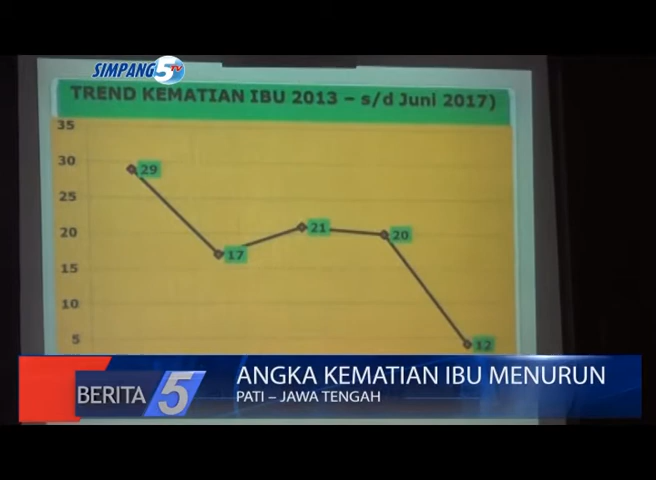 SIMPANG5 TV
TREND KEMATIAN IBU 2013 – s/d Juni 2017)
35
30
25
20
15
10
5
29
17
21
20
12
BERITA 5
ANGKA KEMATIAN IBU MENURUN
PATI – JAWA TENGAH